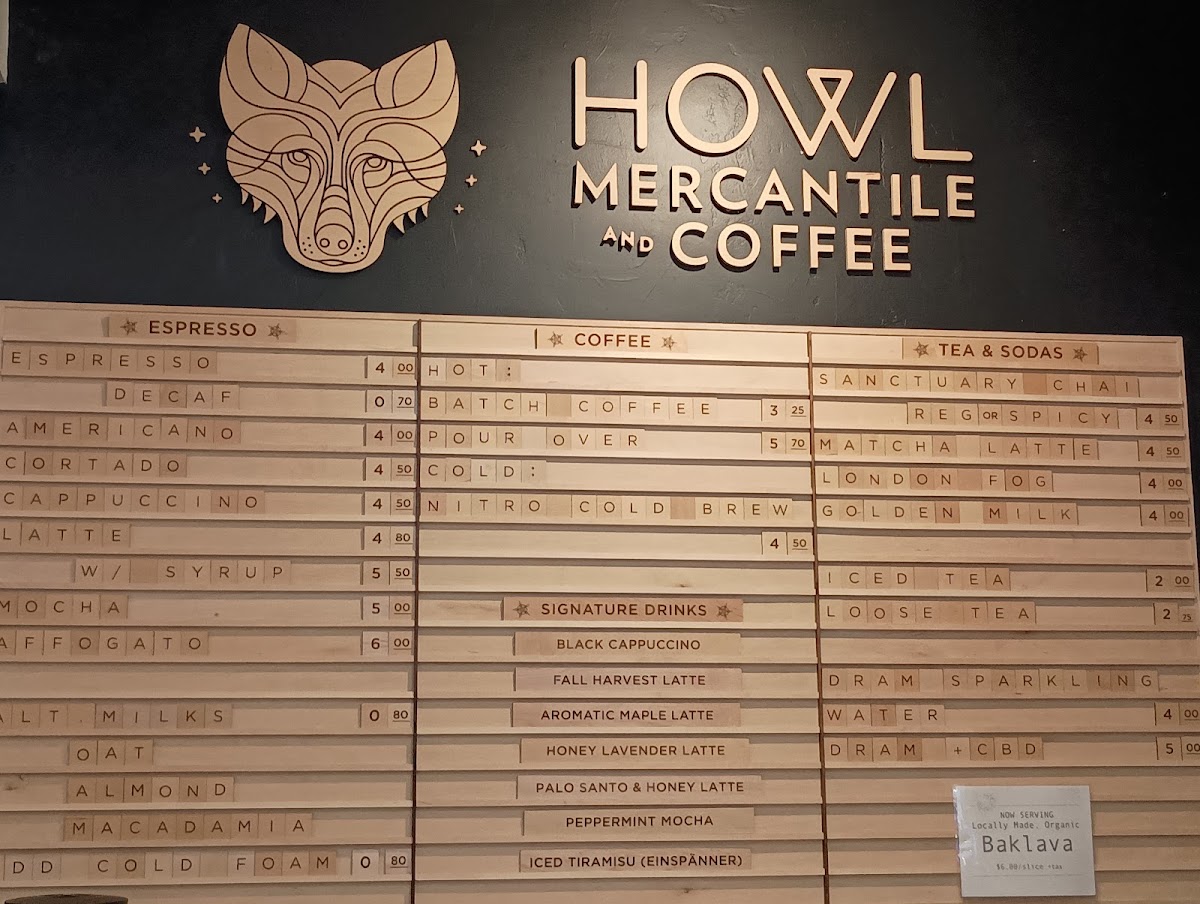 HOWL
MERCANTILE
AND COFFEE
ESPRESSO
ESPRESSO 4 00
DECAF 0 70
AMERICANO 4 00
CORTADO 4 50
CAPPUCCINO 4 50
LATTE 4 80
W/ SYRUP 5 50
MOCHA 5 00
AFFOGATO 6 00
ALT.MILKS 0 80
OAT
ALMOND
MACADAMIA
DD COLD FOAM 0 80
COFFEE
HOT:
BATCH COFFEE 3 25
POUR OVER 5 70
COLD:
NITRO COLD BREW
4 50
SIGNATURE DRINKS
BLACK CAPPUCCINO
FALL HARVEST LATTE
AROMATIC MAPLE LATTE
HONEY LAVENDER LATTE
PALO SANTO & HONEY LATTE
PEPPERMINT MOCHA
ICED TIRAMISU (EINSPÄNNER)
TEA & SODAS
SANCTUARY CHAI
REG OR SPICY 4 50
MATCHA LATTE 4 50
LONDON FOG 4 00
GOLDEN MILK 4 00
ICED TEA 2 00
LOOSE TEA 2 75
DRAM SPARKLING
WATER 4 00
DRAM +CBD 5 00
NOW SERVING
Locally Made, Organic
Baklava
$6.00/slice +tax